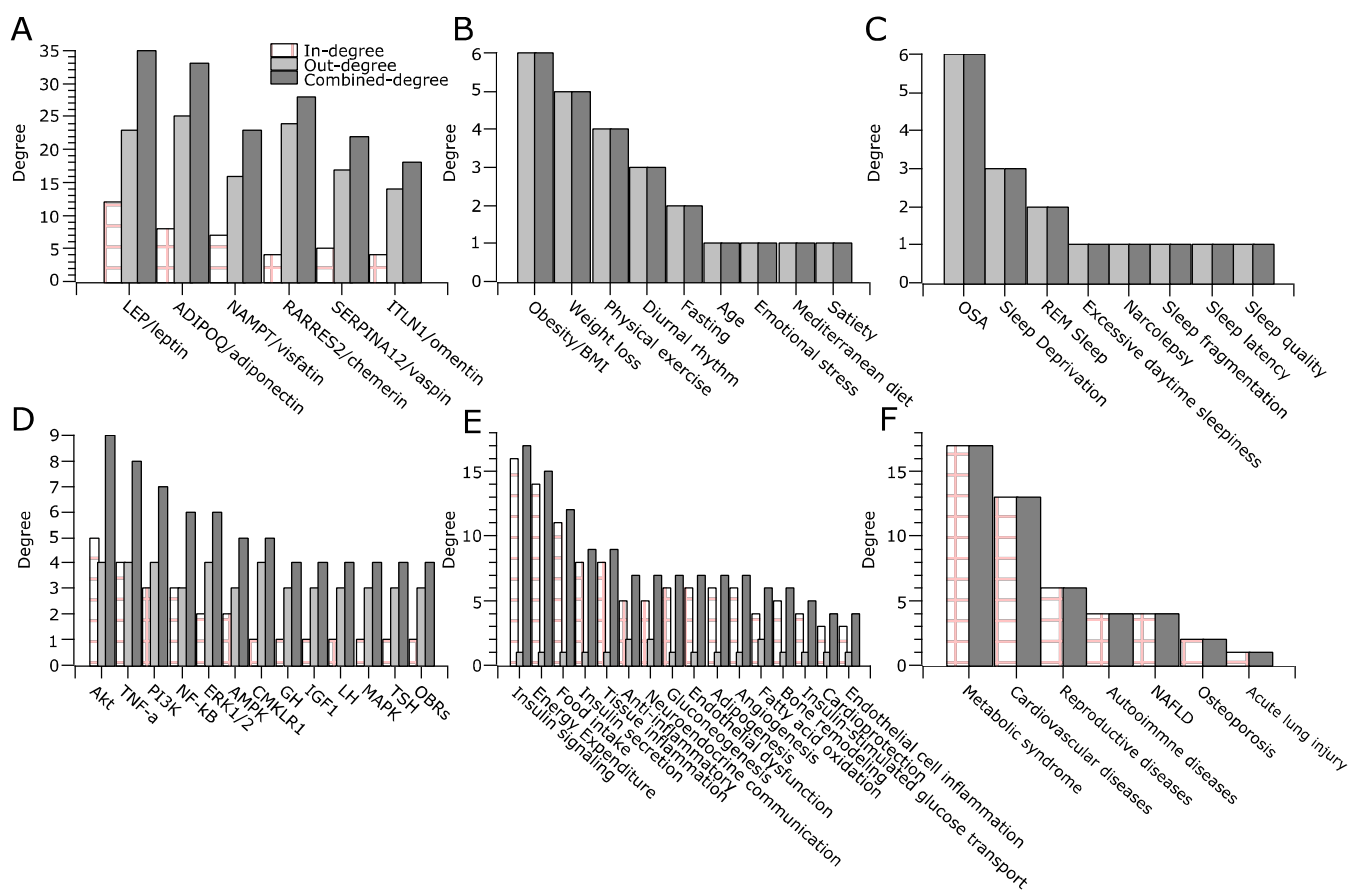 A
In-degree
Out-degree
Combined-degree
Degree
35
30
25
20
15
10
5
0
LEP/leptin
ADIPOQ/adiponectin
NAMPT/visfatin
RARRES2/chemerin
SERPINA12/vaspin
ITLN1/omentin
B
Degree
6
5
4
3
2
1
0
Obesity/BMI
Weight loss
Physical exercise
Diurnal rhythm
Fasting
Age
Emotional stress
Mediterranean diet
Satiety
C
Degree
6
5
3
2
1
0
OSA
Sleep Deprivation
REM Sleep
Excessive daytime sleepiness
Narcolepsy
Sleep fragmentation
Sleep latency
Sleep quality
D
Degree
9
8
7
6
5
4
3
2
1
0
Akt
TNF-a
PI3K
NF-kB
ERK1/2
AMPK
CMKLR1
GH
IGF1
LH
MAPK
TSH
OBRs
E
Degree
15
10
5
0
Insulin signaling
Energy Expenditure
Food intake
Insulin secretion
Tissue inflammation
Anti-inflammatory
Neuroendocrine communication
Gluconeogenesis
Endothelial dysfunction
Adipogenesis
Angiogenesis
Fatty acid oxidation
Bone remodeling
Insulin-stimulated glucose transport
Cardioprotection
Endothelial cell inflammation
F
Degree
15
10
5
0
Metabolic syndrome
Cardiovascular diseases
Reproductive diseases
Autooimmne diseases
NAFLD
Osteoporosis
Acute lung injury